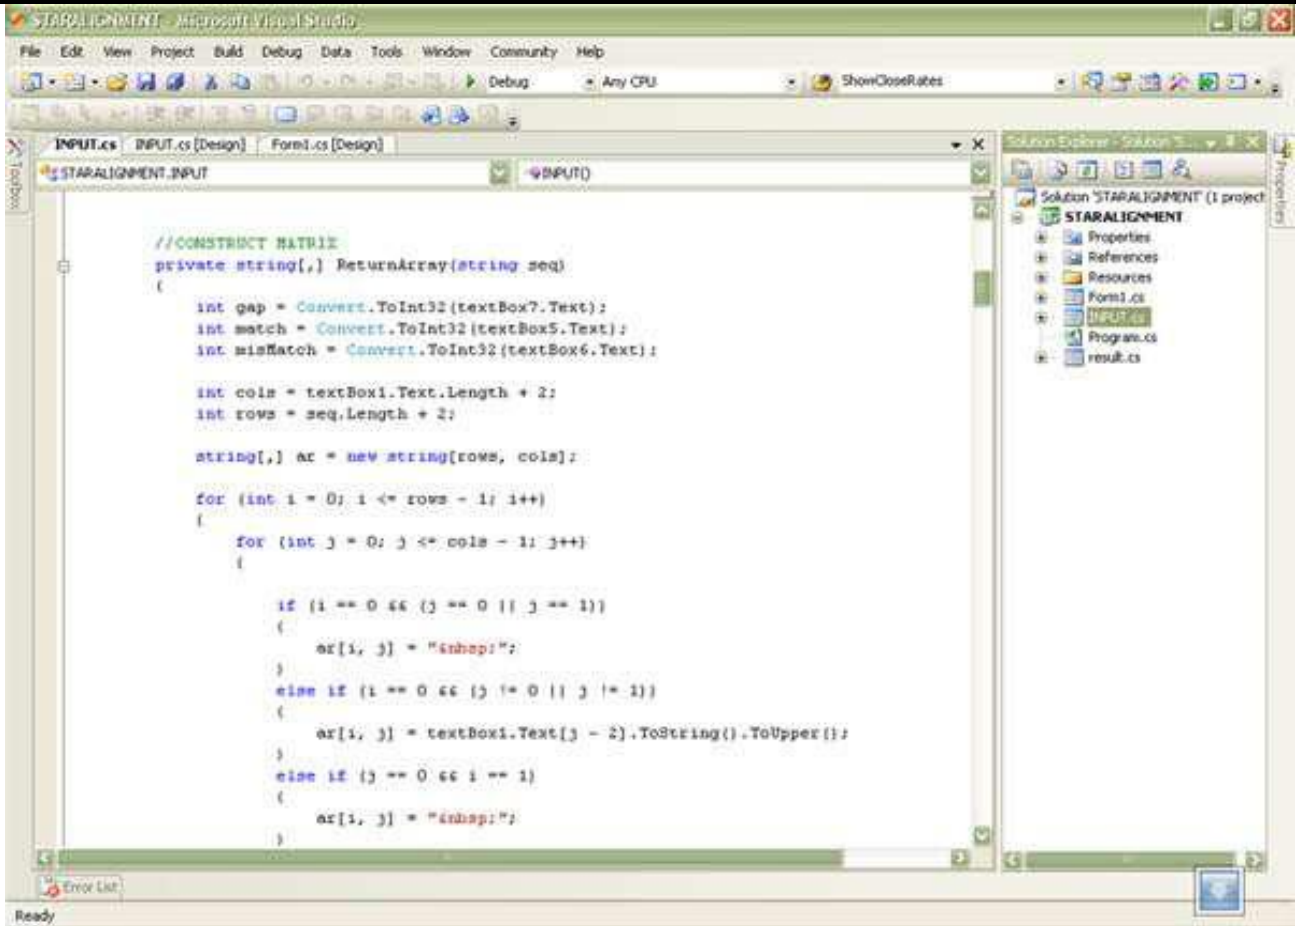 STARALIGNMENT - Microsoft Visual Studio
File Edit View Project Build Debug Data Tools Window Community Help
Debug Any CPU ShowCloseRates
INPUT.cs INPUT.cs [Design] Form1.cs [Design]
STARALIGNMENT.INPUT INPUT()
Toolbox
//CONSTRUCT MATRIX
private string[,] ReturnArray(string seq)
{
int gap = Convert.ToInt32(textBox7.Text);
int match = Convert.ToInt32(textBox5.Text);
int misMatch = Convert.ToInt32(textBox6.Text);
int cols = textBox1.Text.Length + 2;
int rows = seq.Length + 2;
string[,] ar = new string[rows, cols];
for (int i = 0; i <= rows - 1; i++)
{
for (int j = 0; j <= cols - 1; j++)
{
if (i == 0 && (j == 0 || j == 1))
{
ar[i, j] = "&nbsp;";
}
else if (i == 0 && (j != 0 || j != 1))
{
ar[i, j] = textBox1.Text[j - 2].ToString().ToUpper();
}
else if (j == 0 && i == 1)
{
ar[i, j] = "&nbsp;";
}
Solution Explorer - Solution 'S...
Solution 'STARALIGNMENT' (1 project
STARALIGNMENT
Properties
References
Resources
Form1.cs
INPUT.cs
Program.cs
result.cs
Properties
Error List
Ready